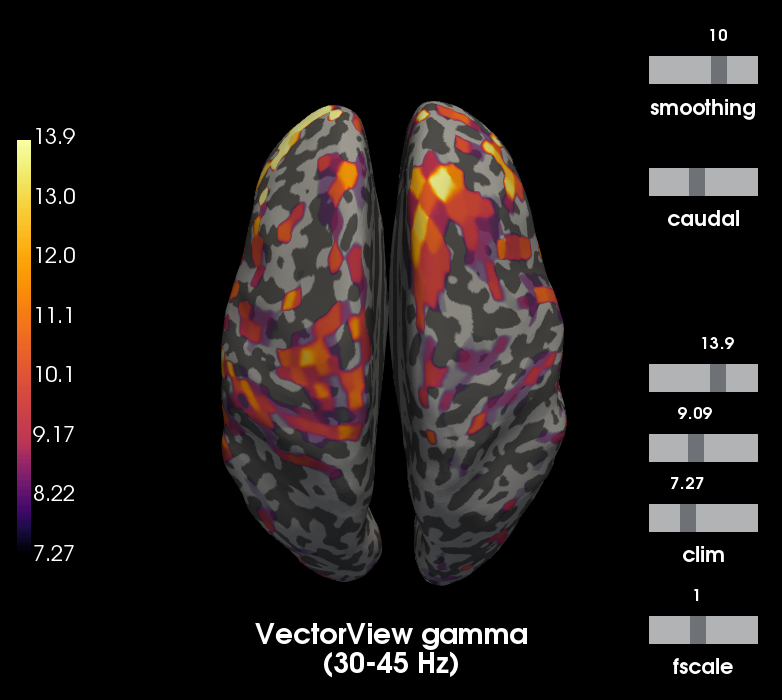 13.9
13.0
12.0
11.1
10.1
9.17
8.22
7.27
10
smoothing
caudal
13.9
9.09
7.27
clim
1
fscale
VectorView gamma
(30-45 Hz)